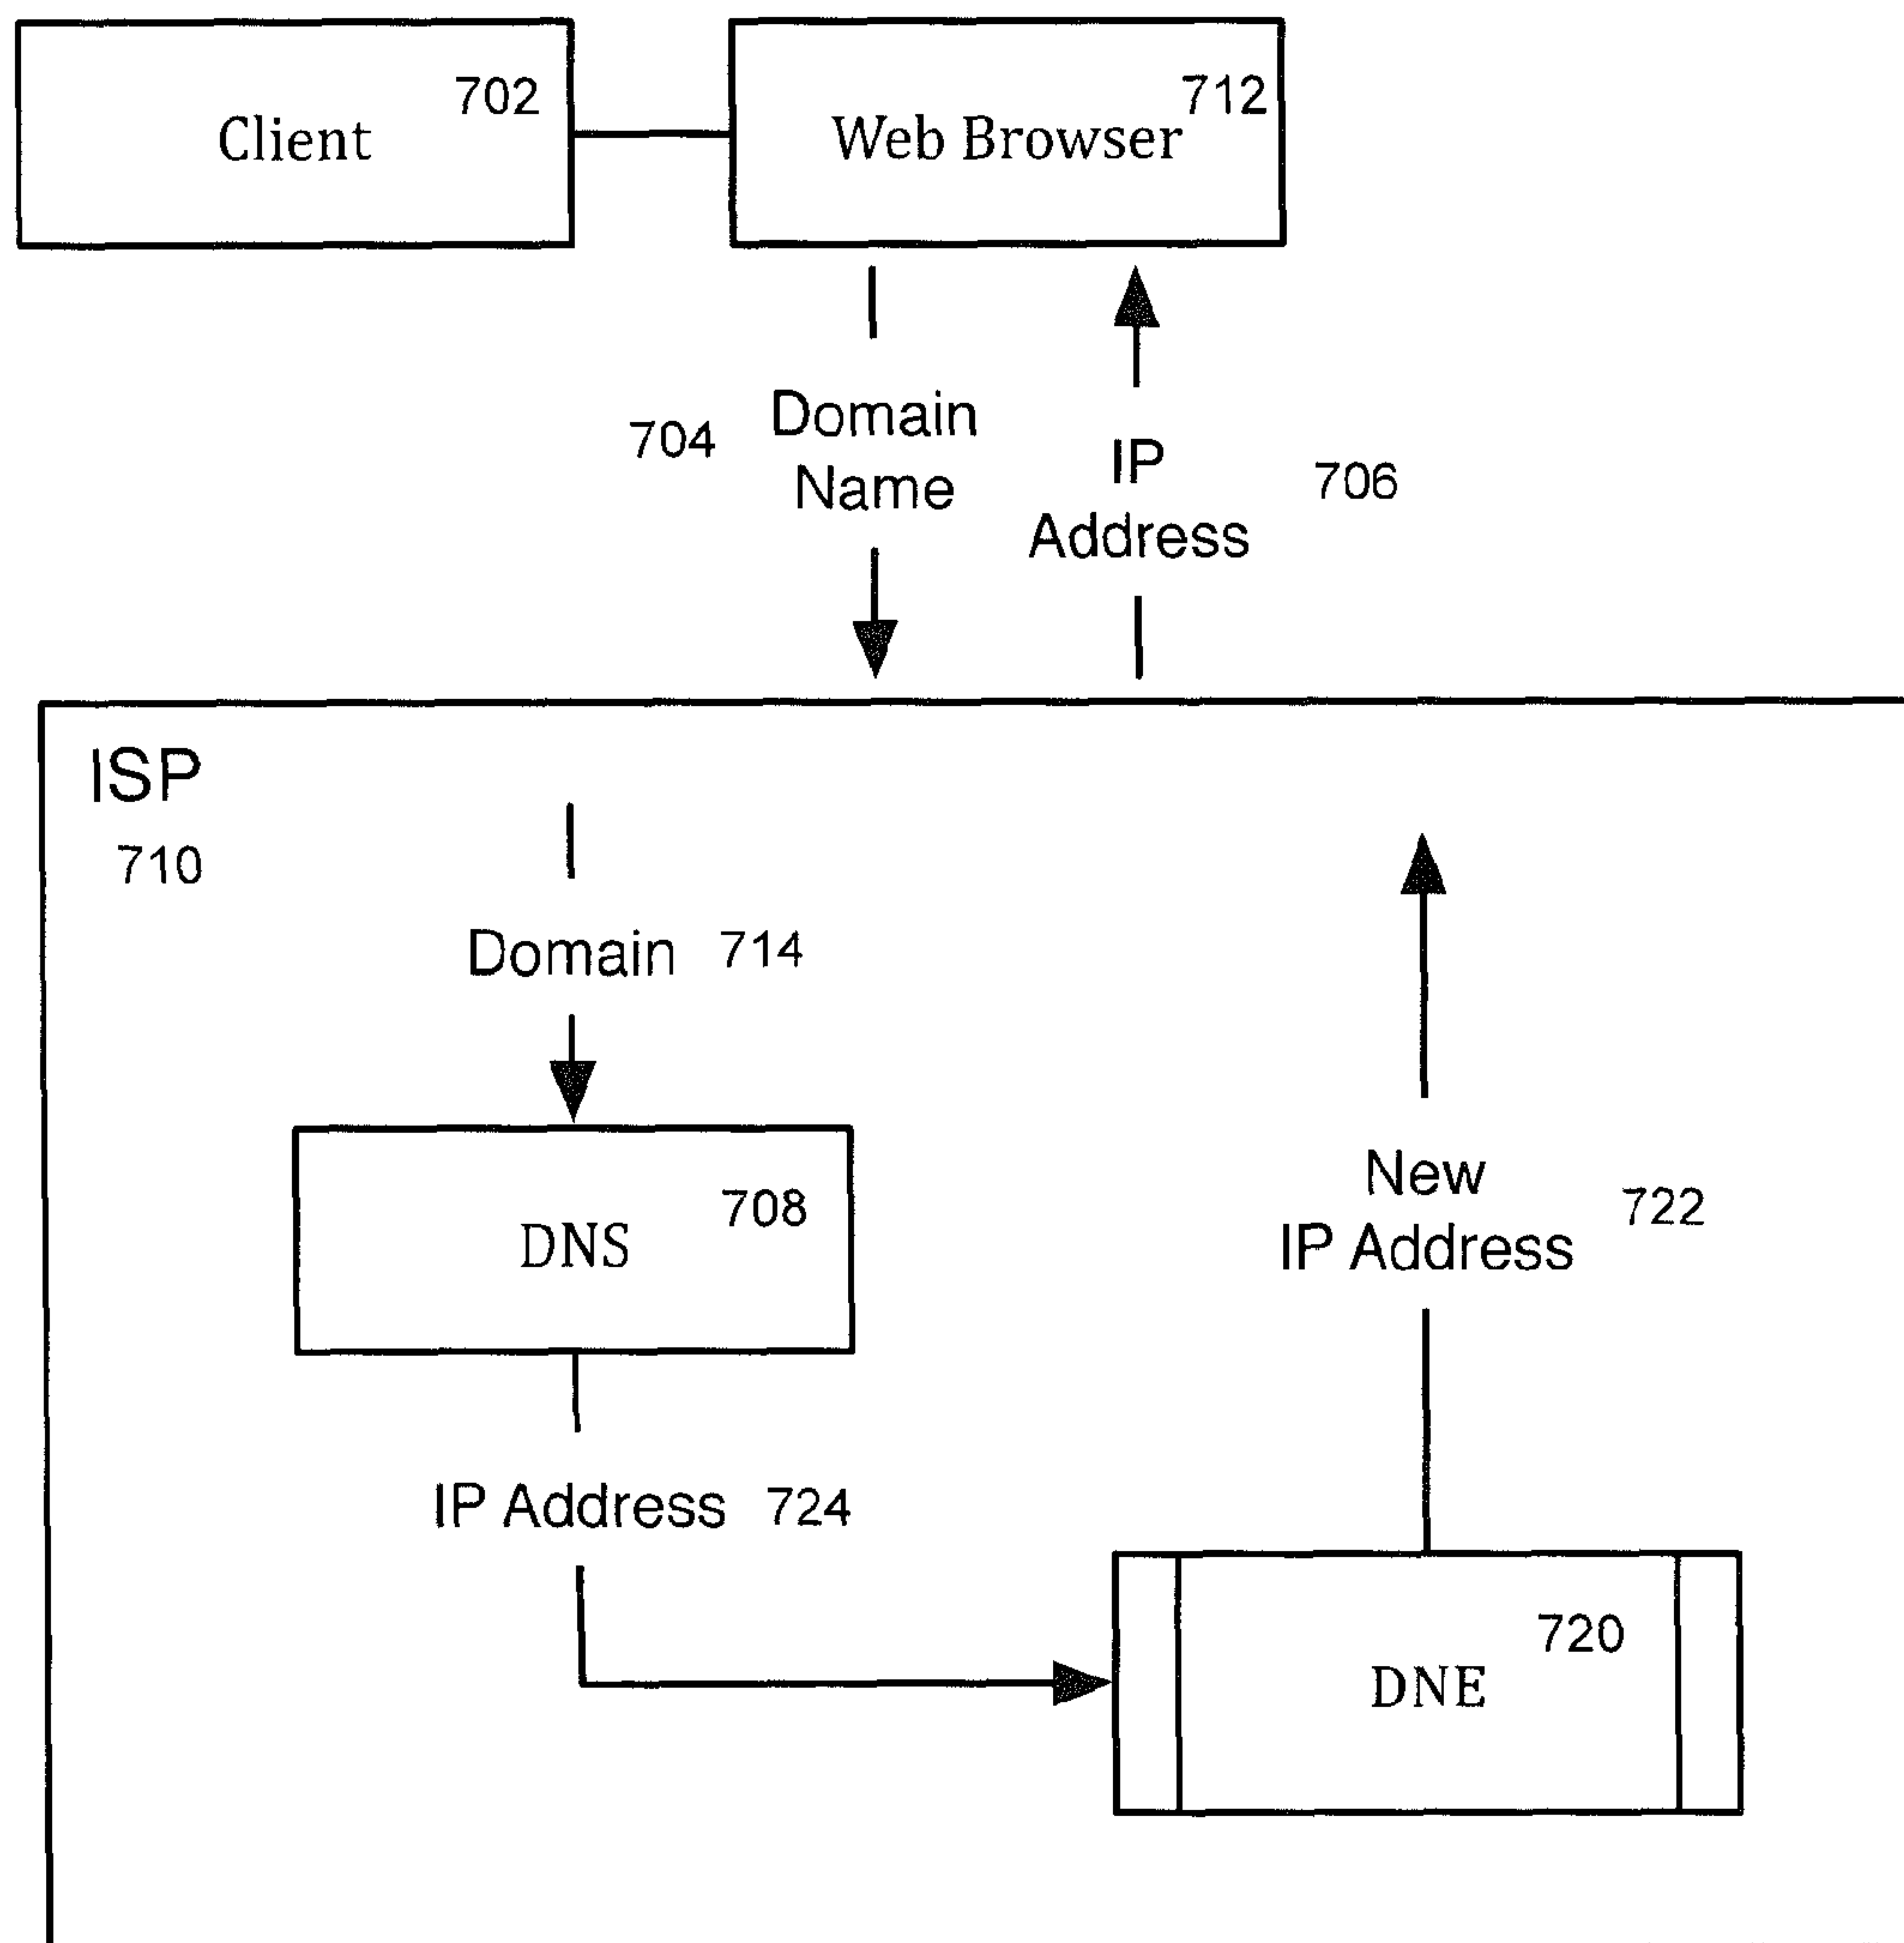 702
Client
712
Web Browser
704
Domain
Name
IP
Address
706
ISP
710
Domain 714
708
DNS
New
IP Address
722
IP Address 724
720
DNE